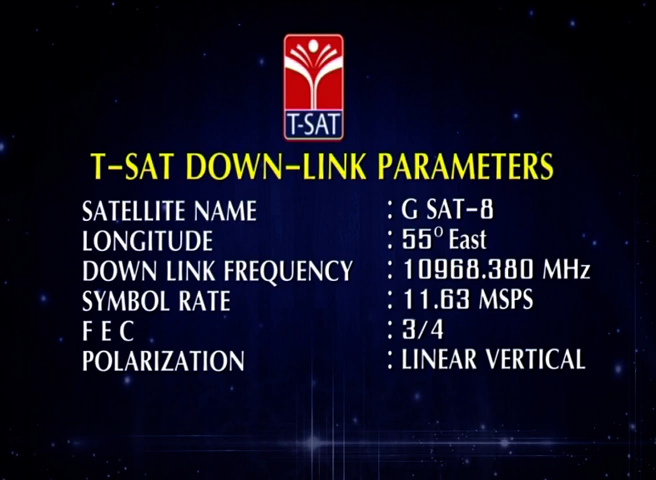 T-SAT
T-SAT DOWN-LINK PARAMETERS
SATELLITE NAME : G SAT-8
LONGITUDE : 55° East
DOWN LINK FREQUENCY : 10968.380 MHz
SYMBOL RATE : 11.63 MSPS
F E C : 3/4
POLARIZATION : LINEAR VERTICAL